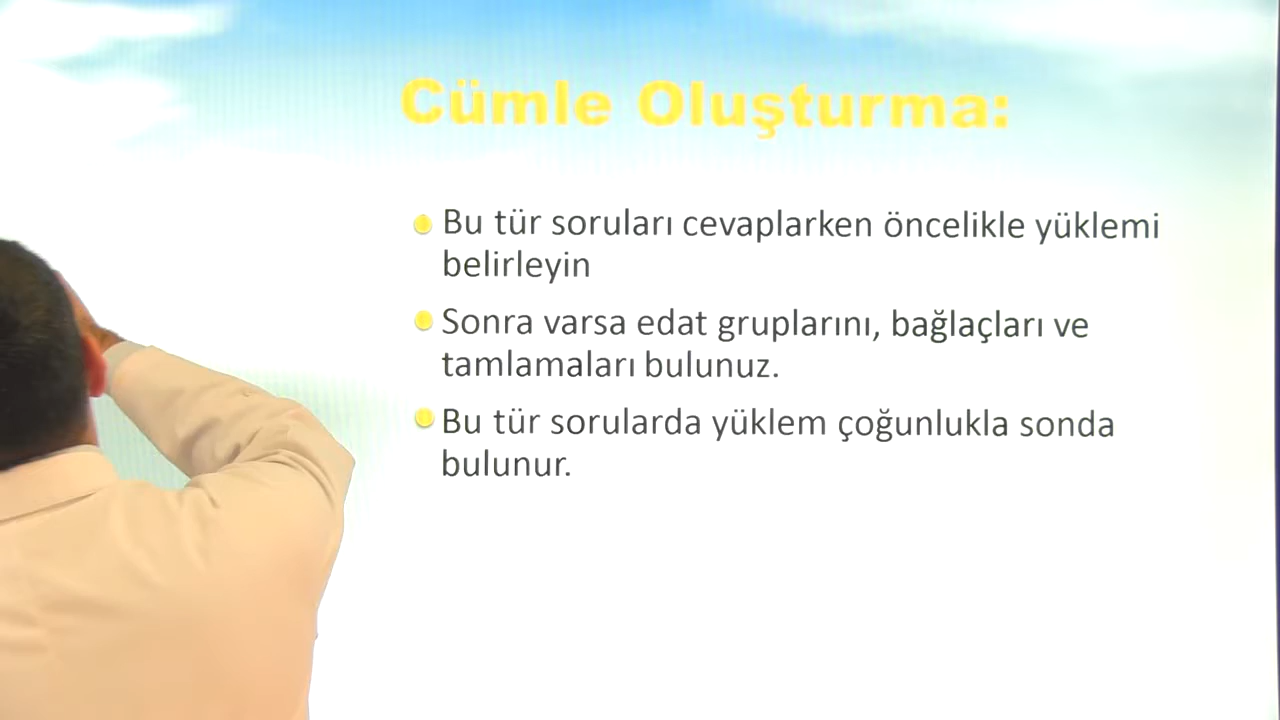 Cümle Oluşturma:
Bu tür soruları cevaplarken öncelikle yüklemi
belirleyin
Sonra varsa edat gruplarını, bağlaçları ve
tamlamaları bulunuz.
Bu tür sorularda yüklem çoğunlukla sonda
bulunur.